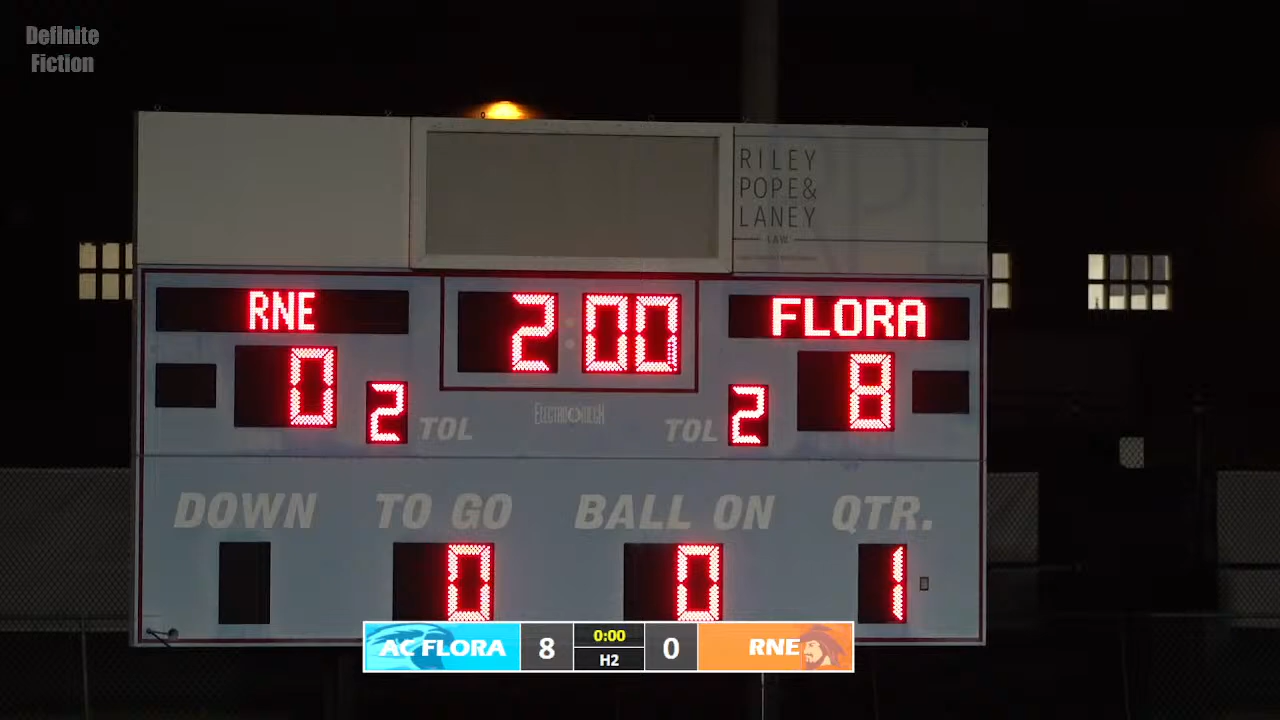 Definite
Fiction
RILEY
POPE&
LANEY
LAW
RNE 2:00 FLORA
0 2 TOL ELECTRO-MECH TOL 2 8
DOWN TO GO BALL ON QTR.
0 0 1
AC FLORA 8 0:00 H2 0 RNE